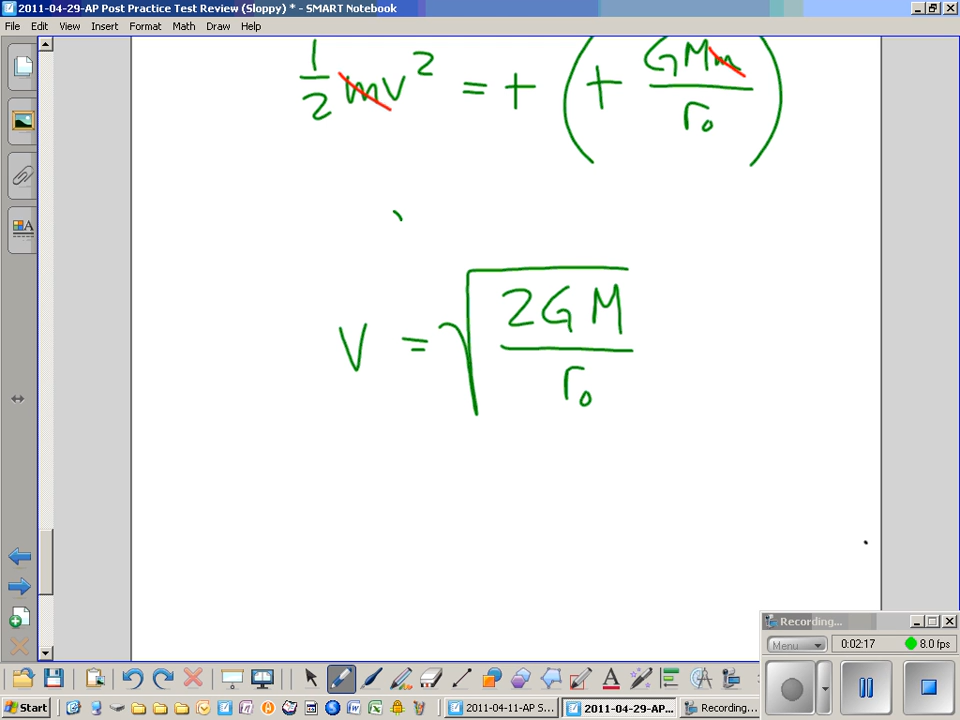 2011-04-29-AP Post Practice Test Review (Sloppy) * - SMART Notebook
File Edit View Insert Format Math Draw Help
1/2 mv² = + (+ GMm/r₀)
v = √(2GM/r₀)
Recording...
Menu 0:02:17 8.0 fps
Start 2011-04-11-AP S... 2011-04-29-AP... Recording...